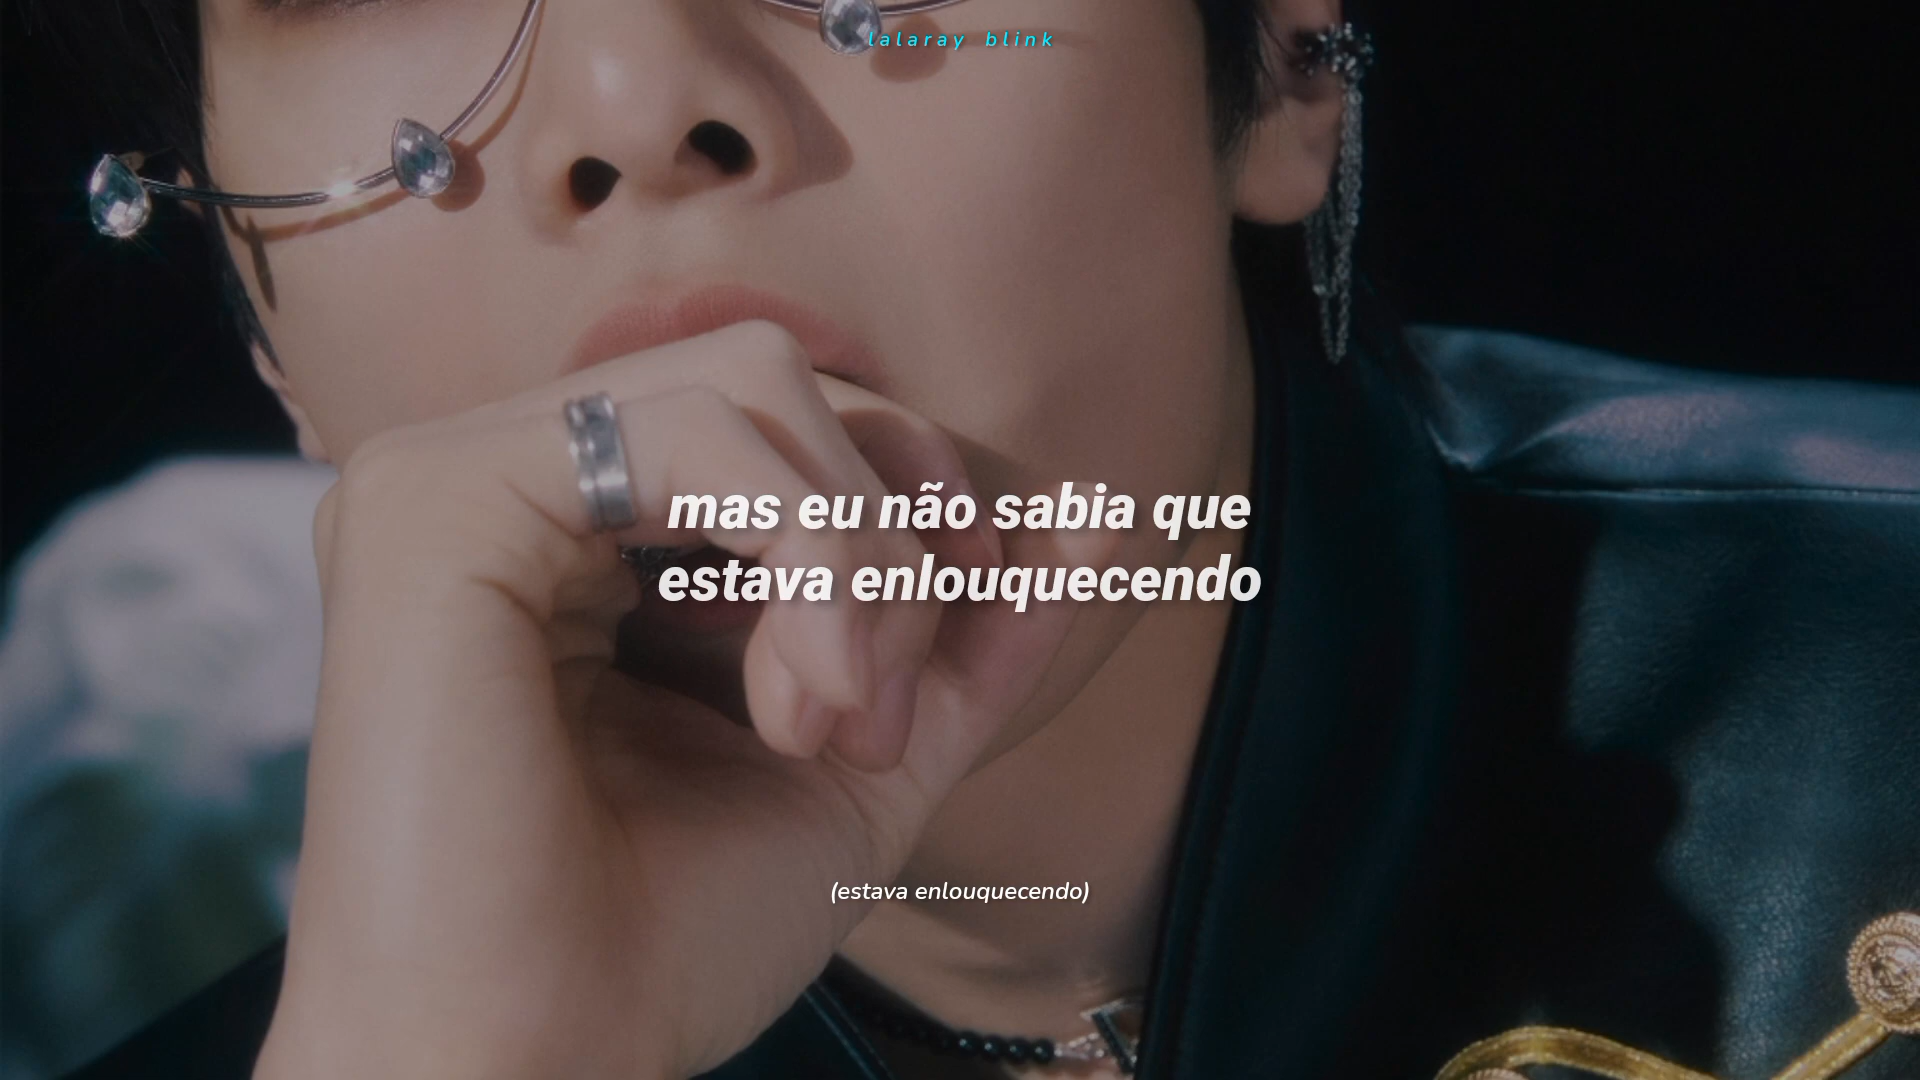 lalaray blink
mas eu não sabia que
estava enlouquecendo
(estava enlouquecendo)